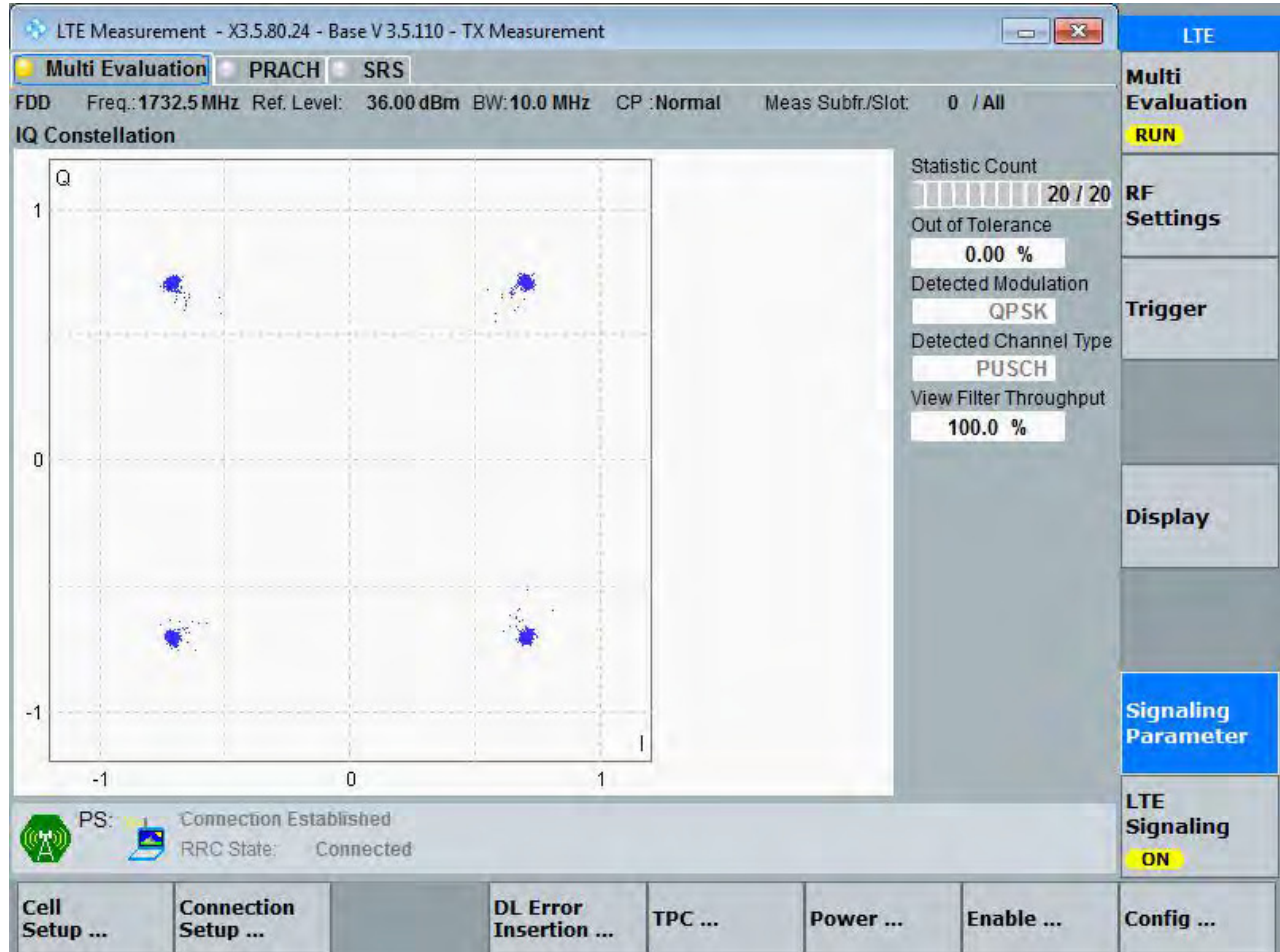 LTE Measurement - X3.5.80.24 - Base V 3.5.110 - TX Measurement
LTE
Multi Evaluation PRACH SRS
FDD Freq.: 1732.5 MHz Ref. Level: 36.00 dBm BW: 10.0 MHz CP : Normal Meas Subfr./Slot: 0 / All
IQ Constellation
Q
1
0
-1
-1 0 1
I
Statistic Count
20 / 20
Out of Tolerance
0.00 %
Detected Modulation
QPSK
Detected Channel Type
PUSCH
View Filter Throughput
100.0 %
Multi
Evaluation
RUN
RF
Settings
Trigger
Display
Signaling
Parameter
LTE
Signaling
ON
PS: Connection Established
RRC State: Connected
Cell
Setup ...
Connection
Setup ...
DL Error
Insertion ...
TPC ...
Power ...
Enable ...
Config ...